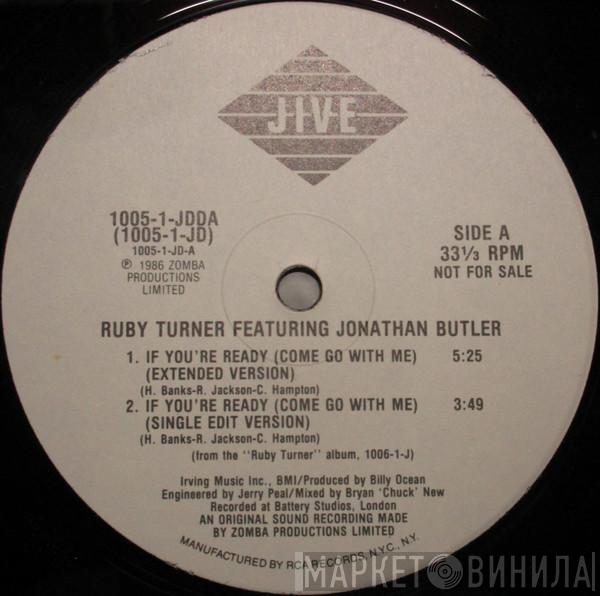 JIVE
1005-1-JDDA
(1005-1-JD)
1005-1-JD-A
℗ 1986 ZOMBA
PRODUCTIONS
LIMITED
SIDE A
33⅓ RPM
NOT FOR SALE
RUBY TURNER FEATURING JONATHAN BUTLER
1. IF YOU'RE READY (COME GO WITH ME) 5:25
(EXTENDED VERSION)
(H. Banks-R. Jackson-C. Hampton)
2. IF YOU'RE READY (COME GO WITH ME) 3:49
(SINGLE EDIT VERSION)
(H. Banks-R. Jackson-C. Hampton)
(from the "Ruby Turner" album, 1006-1-J)
Irving Music Inc., BMI/Produced by Billy Ocean
Engineered by Jerry Peal/Mixed by Bryan 'Chuck' New
Recorded at Battery Studios, London
AN ORIGINAL SOUND RECORDING MADE
BY ZOMBA PRODUCTIONS LIMITED
MANUFACTURED BY RCA RECORDS, N.Y.C., N.Y.
МАРКЕТ ВИНИЛА